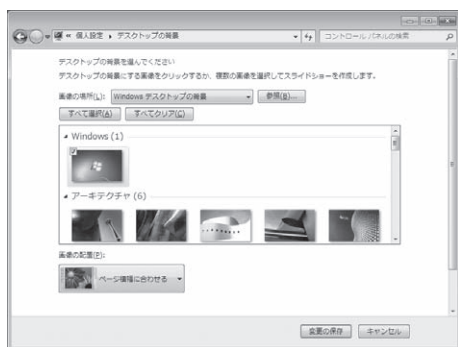 « 個人設定 ▸ デスクトップの背景
コントロール パネルの検索
デスクトップの背景を選んでください
デスクトップの背景にする画像をクリックするか、複数の画像を選択してスライドショーを作成します。
画像の場所(L): Windows デスクトップの背景 参照(B)...
すべて選択(A) すべてクリア(C)
Windows (1)
アーキテクチャ (6)
画像の配置(P):
ページ横幅に合わせる
変更の保存 キャンセル